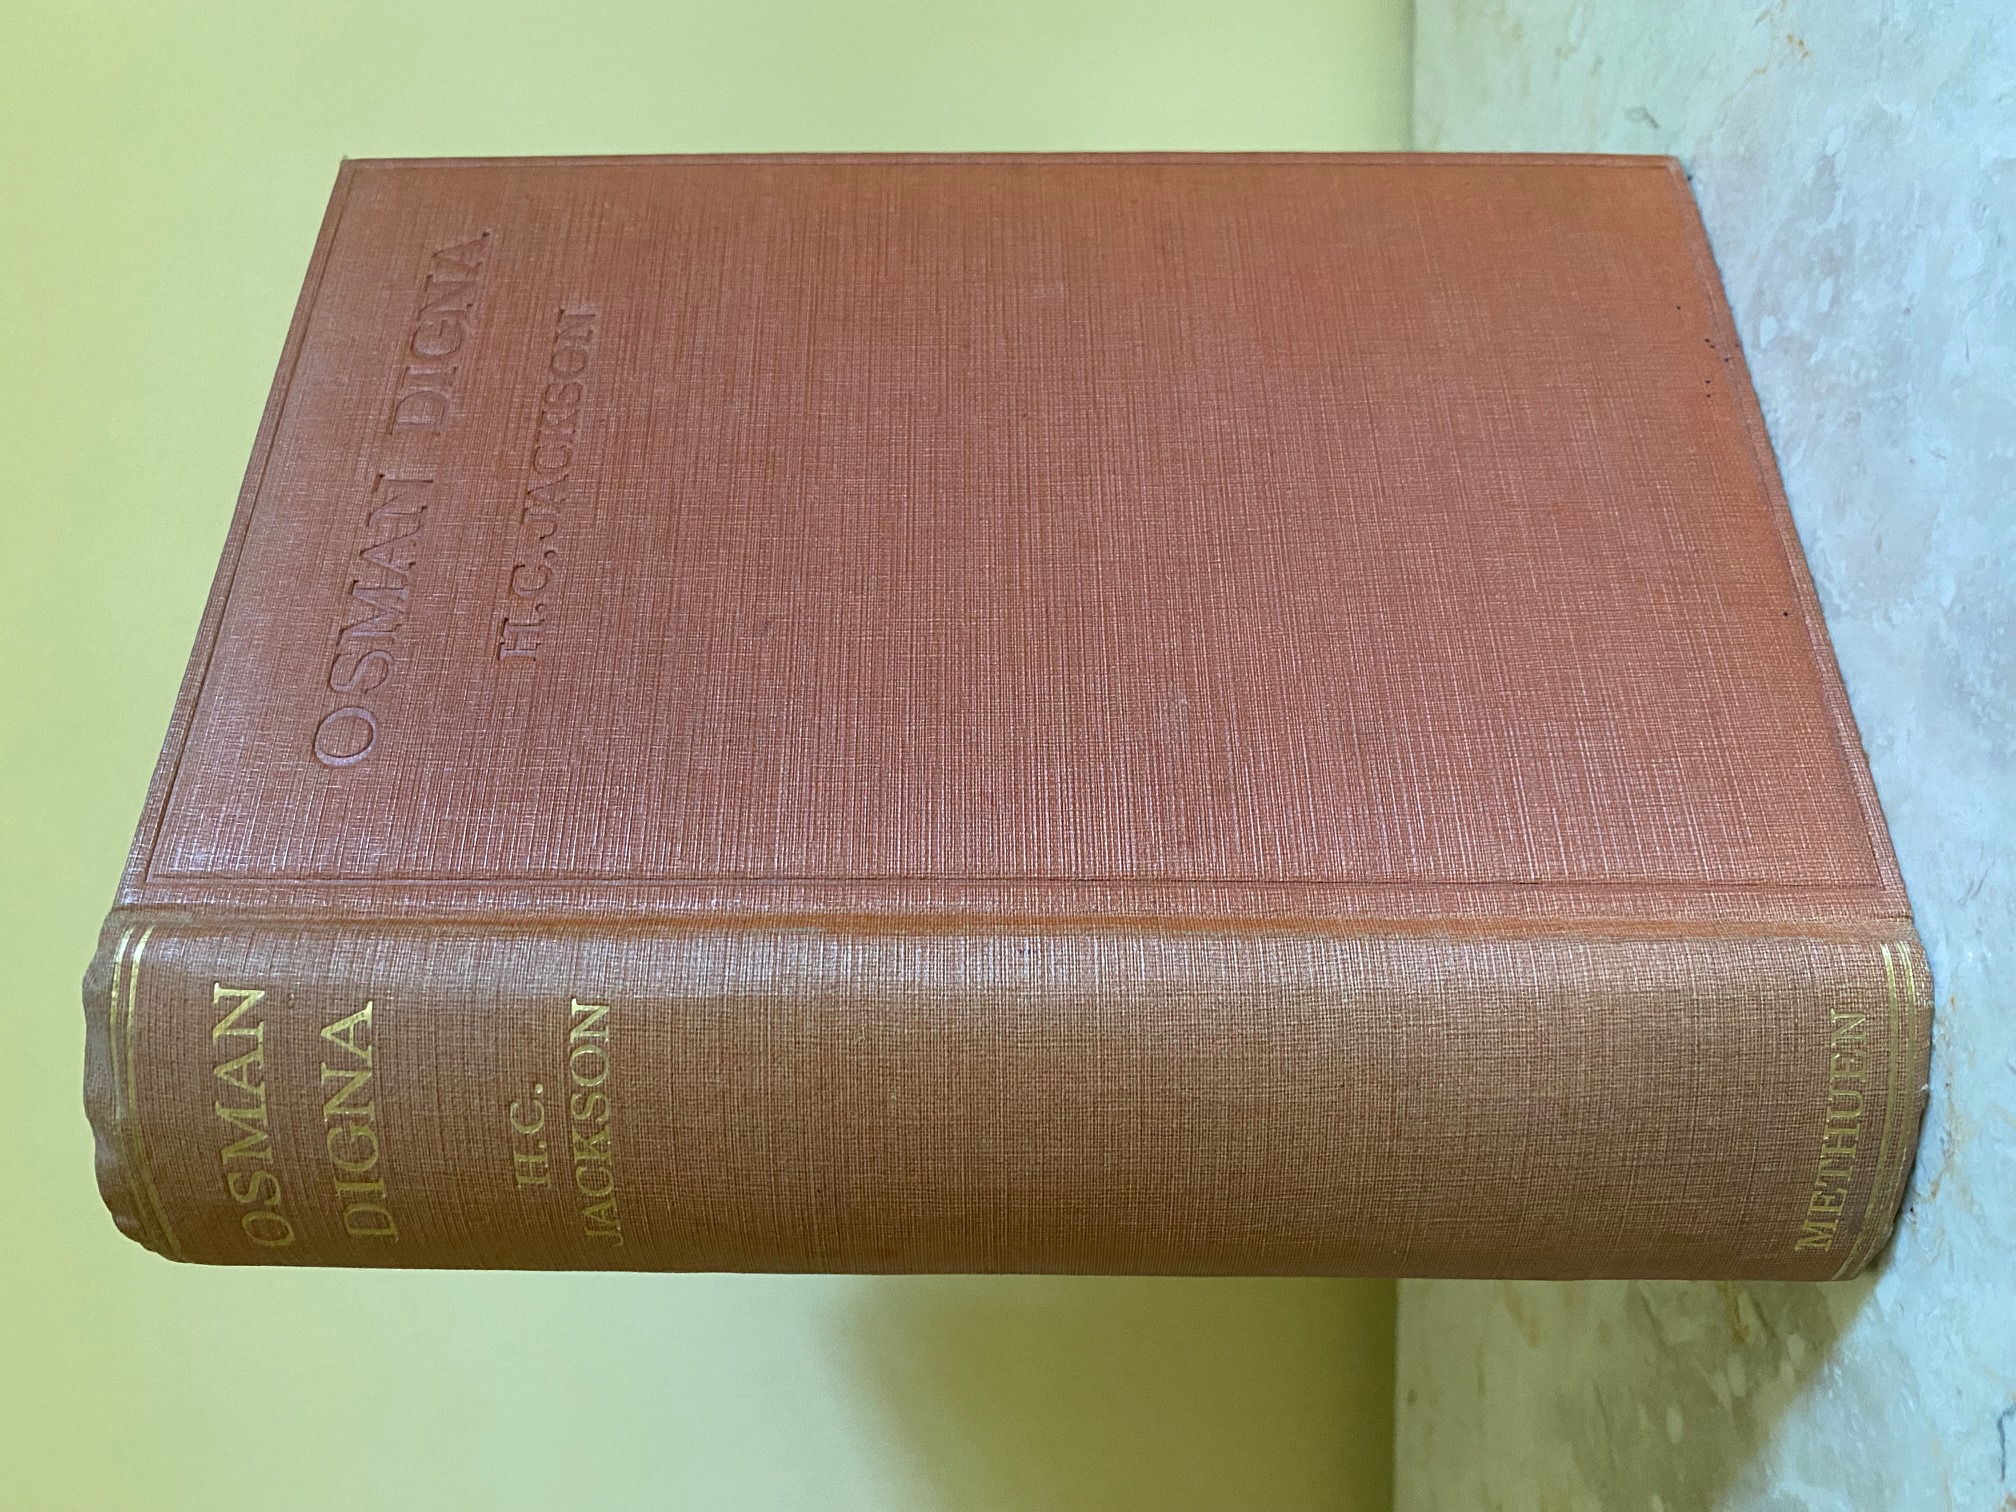 OSMAN
DIGNA
H.C.
JACKSON
METHUEN
OSMAN DIGNA
H.C.JACKSON